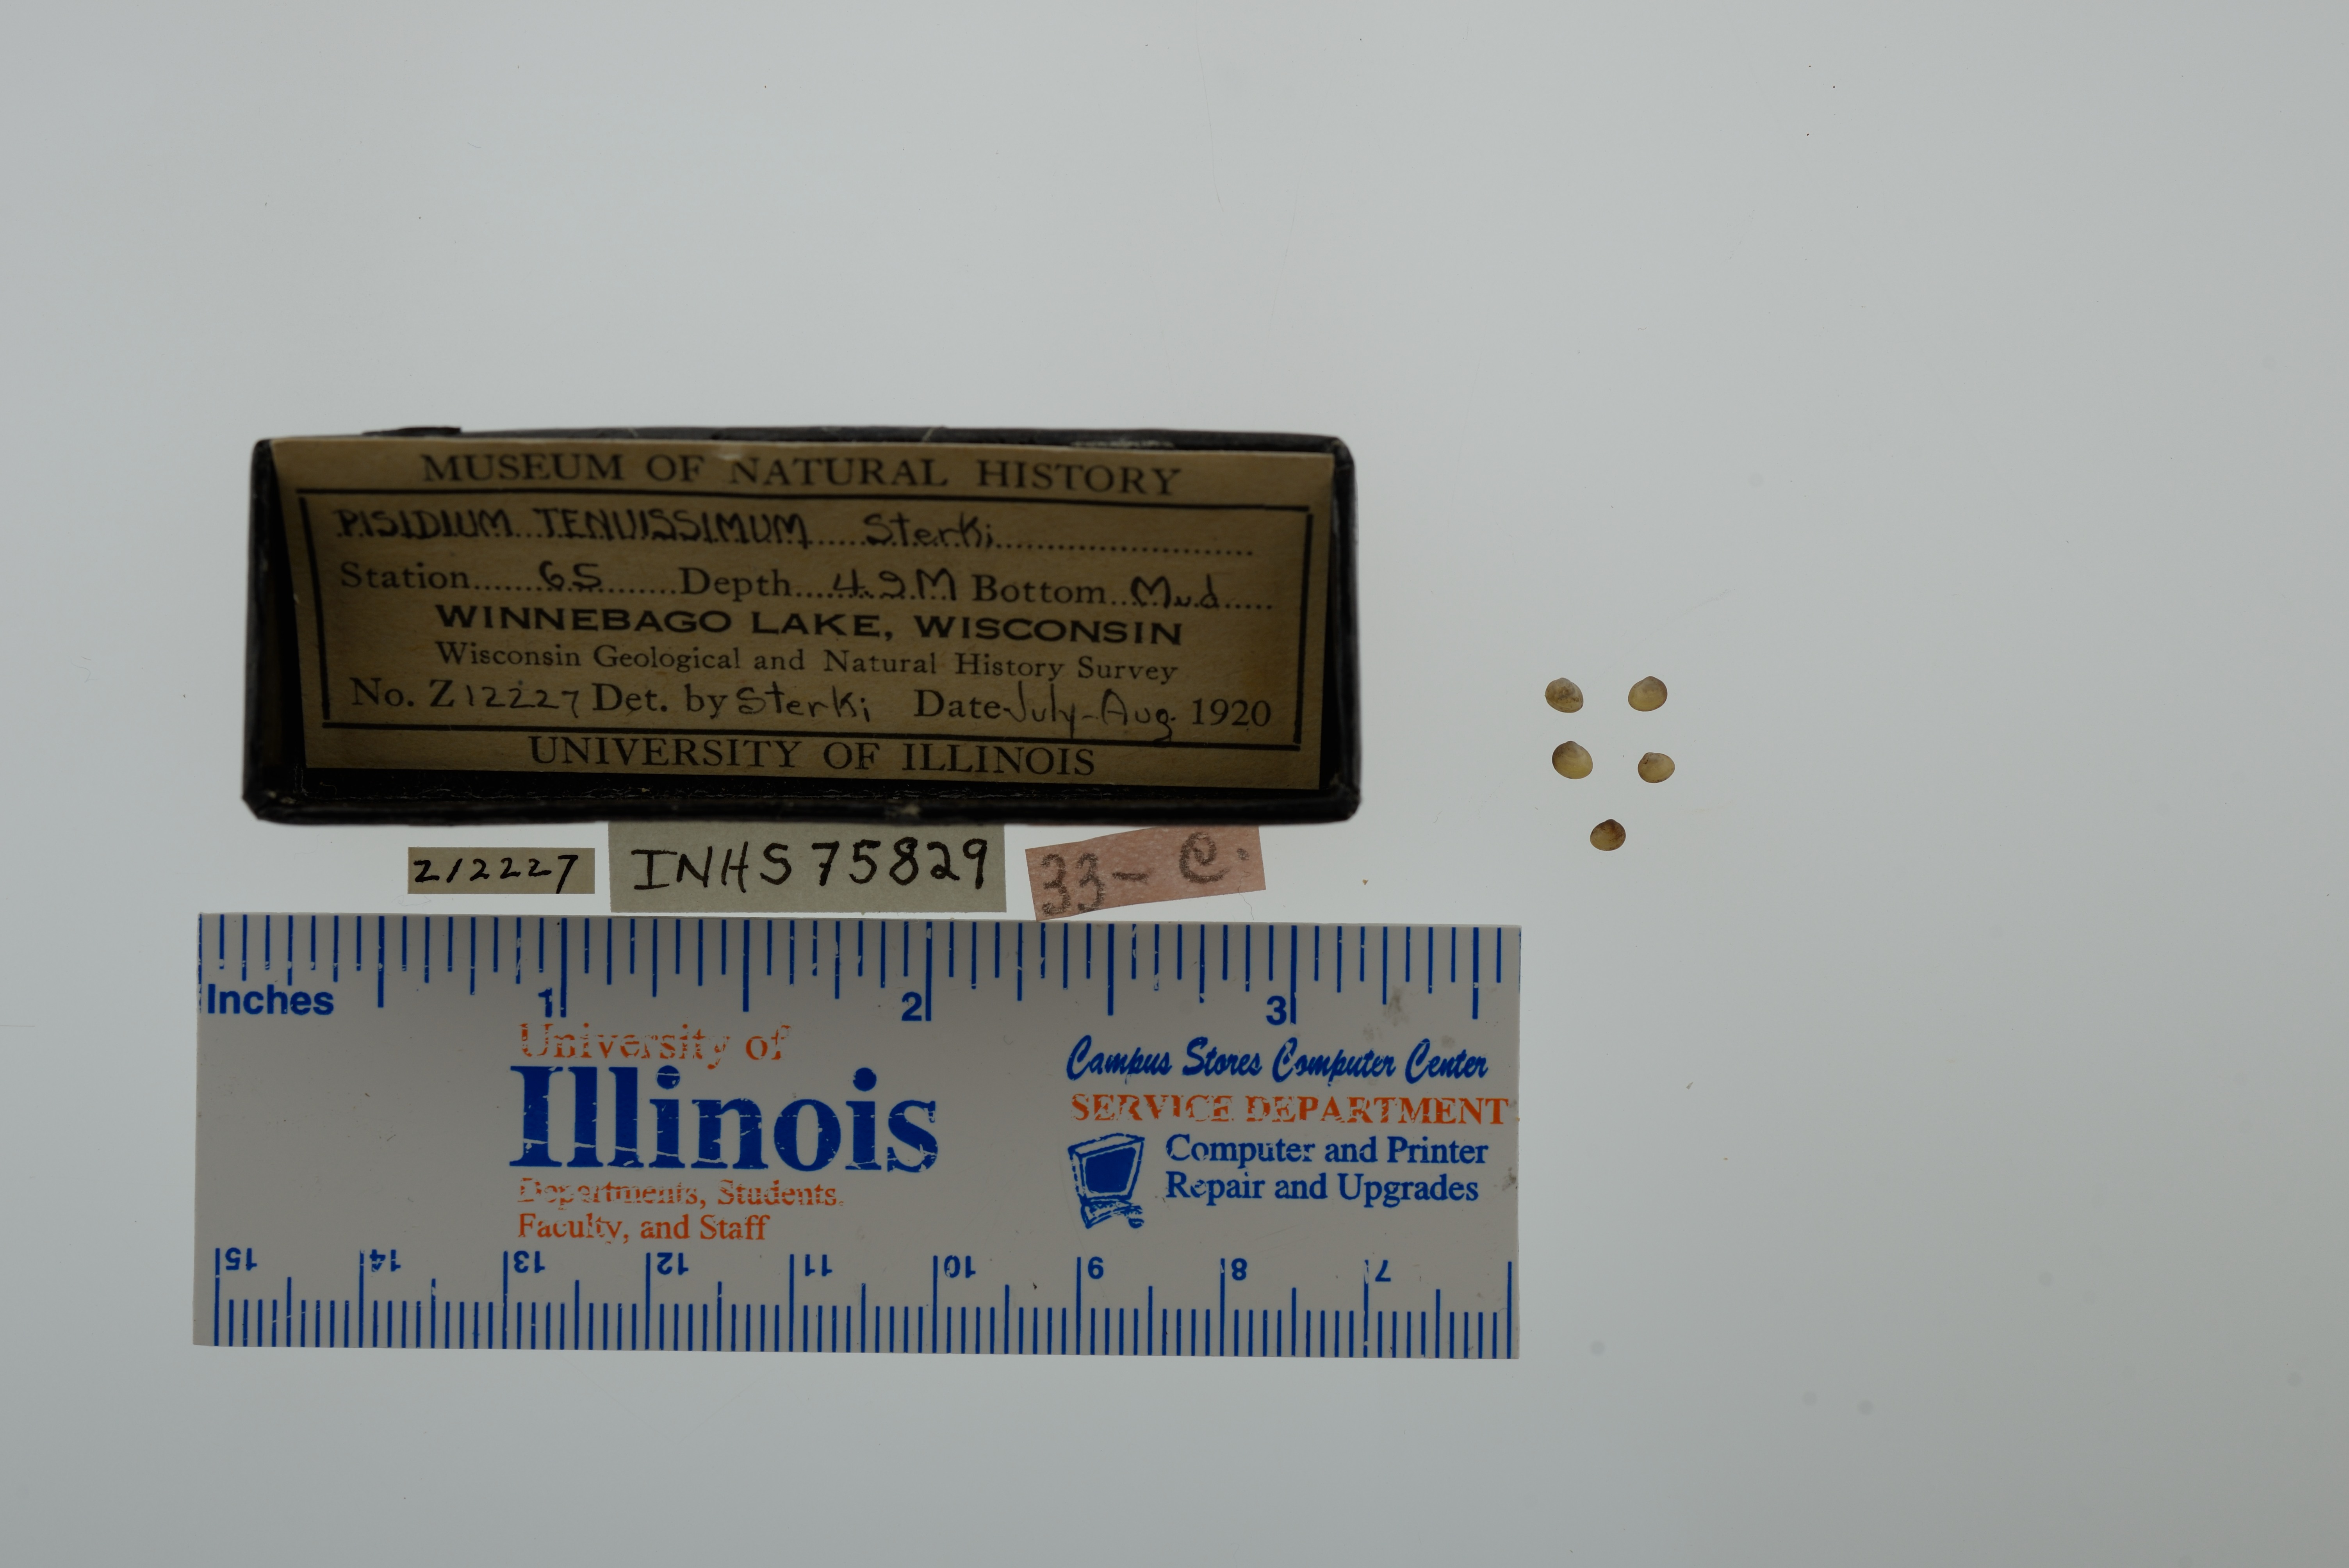 MUSEUM OF NATURAL HISTORY
PISIDIUM TENUISSIMUM Sterki
Station 65 Depth 4.9M Bottom Mud
WINNEBAGO LAKE, WISCONSIN
Wisconsin Geological and Natural History Survey
No. Z12227 Det. by Sterki Date July-Aug. 1920
UNIVERSITY OF ILLINOIS
Z12227
INHS 75829
33- C.
Inches 1 2 3
University of
Illinois
Departments, Students,
Faculty, and Staff
Campus Stores Computer Center
SERVICE DEPARTMENT
Computer and Printer
Repair and Upgrades
15 14 13 12 11 10 9 8 7